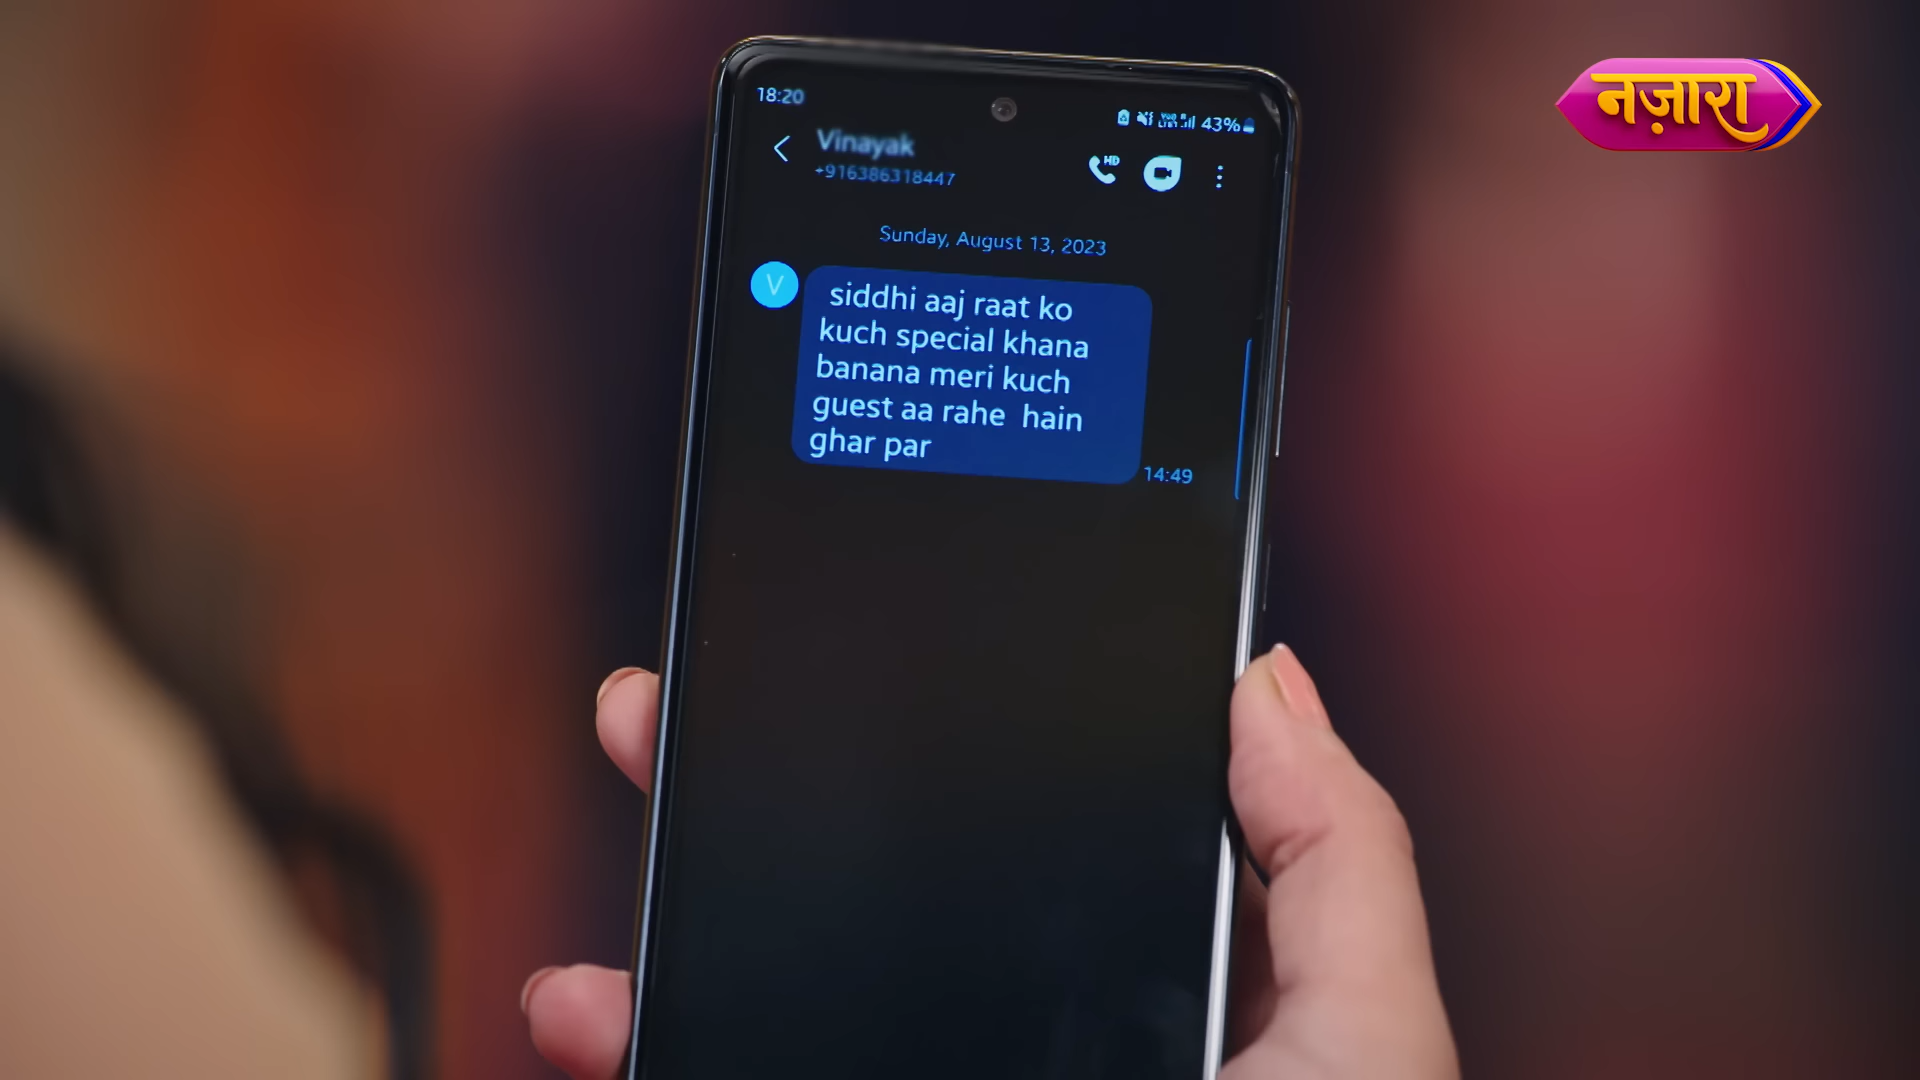 नज़ारा
18:20
43%
Vinayak
+916386318447
HD
Sunday, August 13, 2023
V
siddhi aaj raat ko
kuch special khana
banana meri kuch
guest aa rahe hain
ghar par
14:49